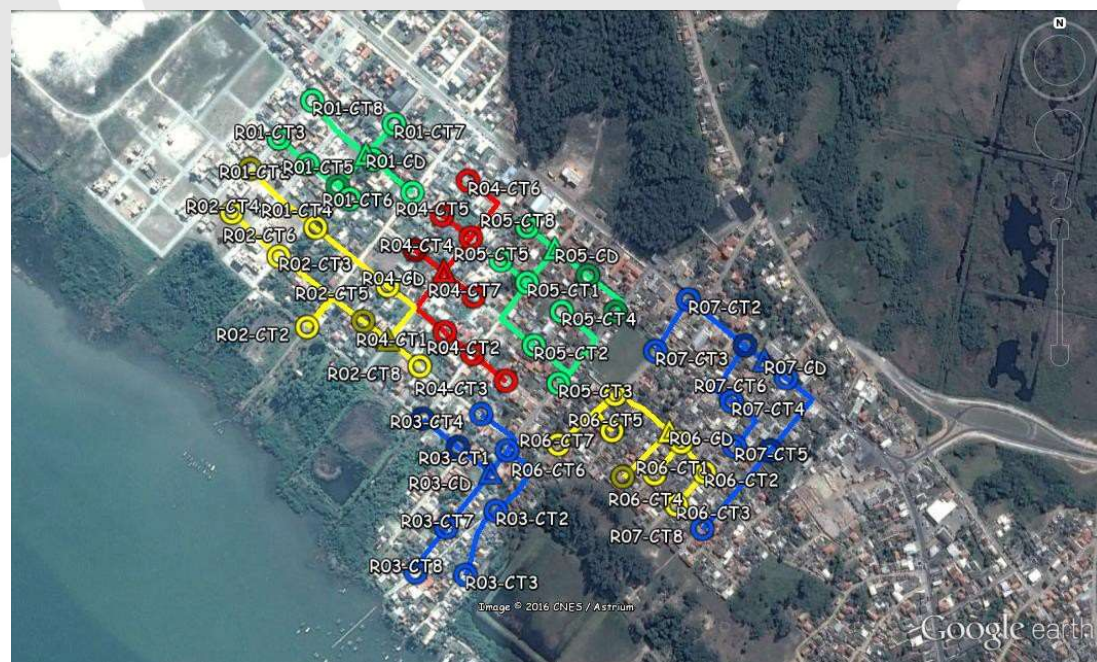 N
R01-CT8
R01-CT3
R01-CT7
R01-CT5
R01-CD
R01-CT6
R01-CT4
R02-CT4
R04-CT6
R04-CT5
R05-CT8
R02-CT6
R04-CT4
R05-CT5
R05-CD
R02-CT3
R04-CD
R04-CT7
R05-CT1
R02-CT5
R05-CT4
R07-CT2
R02-CT2
R04-CT1
R04-CT2
R05-CT2
R07-CT3
R07-CD
R02-CT8
R04-CT3
R05-CT3
R07-CT6
R07-CT4
R03-CT4
R06-CT5
R06-CT7
R06-CD
R03-CT1
R06-CT6
R07-CT5
R06-CT1
R03-CD
R06-CT2
R06-CT4
R03-CT7
R03-CT2
R06-CT3
R07-CT8
R03-CT8
R03-CT3
Image © 2016 CNES / Astrium
Google earth